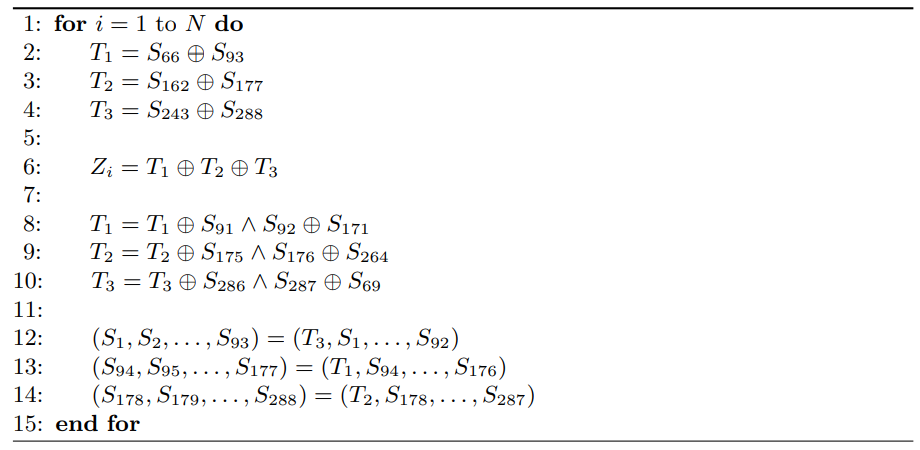 1: for i = 1 to N do
2: T₁ = S₆₆ ⊕ S₉₃
3: T₂ = S₁₆₂ ⊕ S₁₇₇
4: T₃ = S₂₄₃ ⊕ S₂₈₈
5:
6: Zᵢ = T₁ ⊕ T₂ ⊕ T₃
7:
8: T₁ = T₁ ⊕ S₉₁ ∧ S₉₂ ⊕ S₁₇₁
9: T₂ = T₂ ⊕ S₁₇₅ ∧ S₁₇₆ ⊕ S₂₆₄
10: T₃ = T₃ ⊕ S₂₈₆ ∧ S₂₈₇ ⊕ S₆₉
11:
12: (S₁, S₂, . . . , S₉₃) = (T₃, S₁, . . . , S₉₂)
13: (S₉₄, S₉₅, . . . , S₁₇₇) = (T₁, S₉₄, . . . , S₁₇₆)
14: (S₁₇₈, S₁₇₉, . . . , S₂₈₈) = (T₂, S₁₇₈, . . . , S₂₈₇)
15: end for